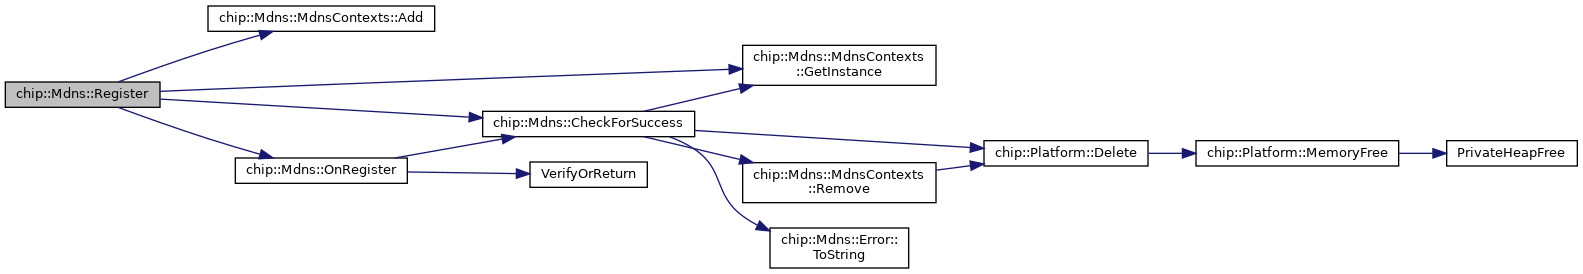 chip::Mdns::MdnsContexts::Add
chip::Mdns::Register
chip::Mdns::MdnsContexts
::GetInstance
chip::Mdns::CheckForSuccess
chip::Mdns::OnRegister
VerifyOrReturn
chip::Mdns::MdnsContexts
::Remove
chip::Mdns::Error::
ToString
chip::Platform::Delete
chip::Platform::MemoryFree
PrivateHeapFree